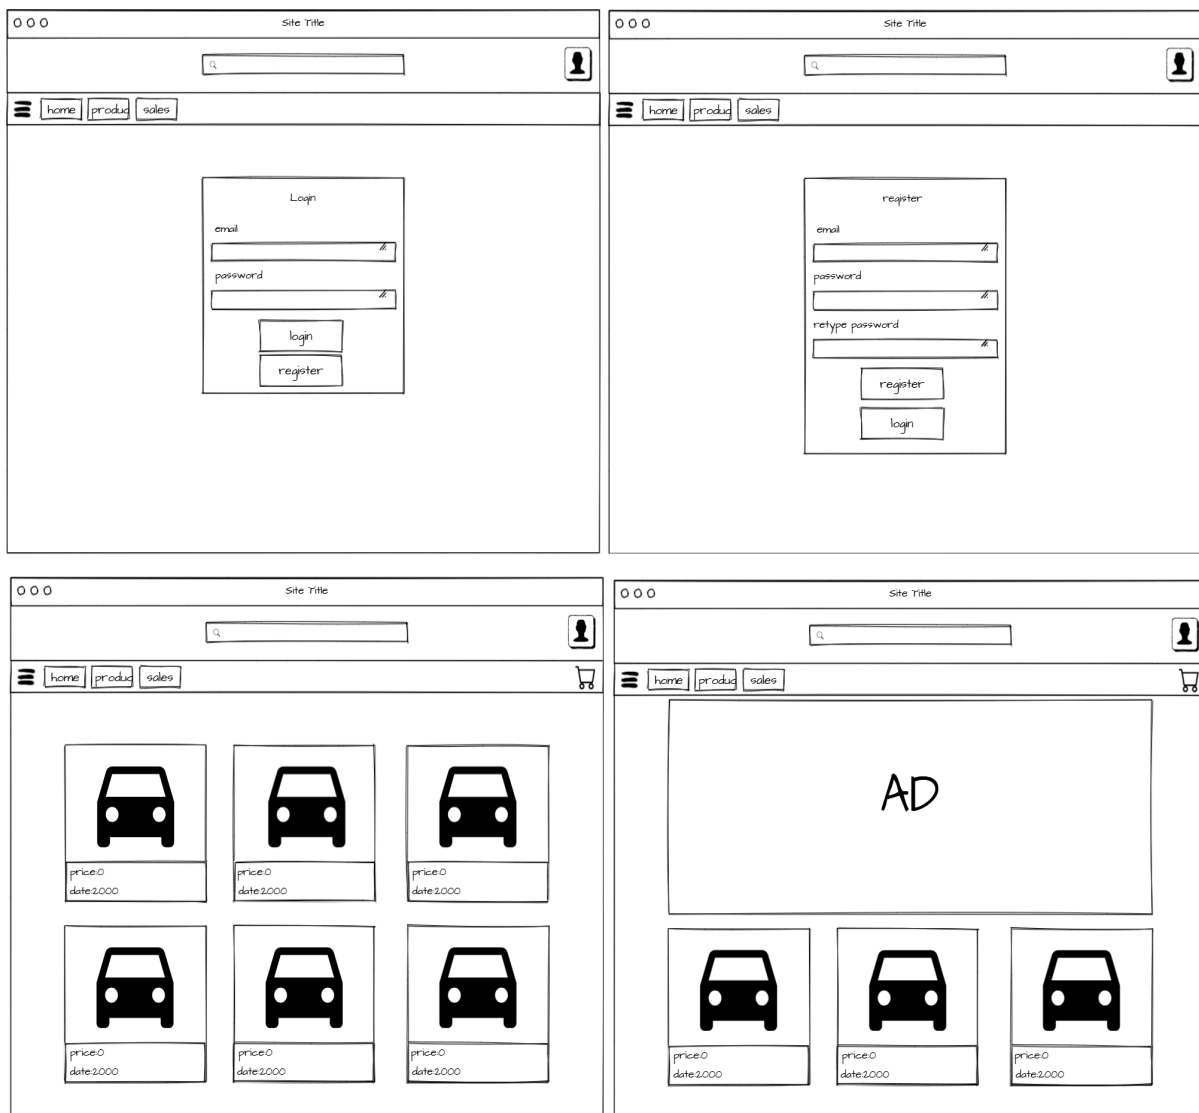 Site Title
home produc sales
Login
email
password
login
register
Site Title
home produc sales
register
email
password
retype password
register
login
Site Title
home produc sales
price:0
date:2000
price:0
date:2000
price:0
date:2000
price:0
date:2000
price:0
date:2000
price:0
date:2000
Site Title
home produc sales
AD
price:0
date:2000
price:0
date:2000
price:0
date:2000